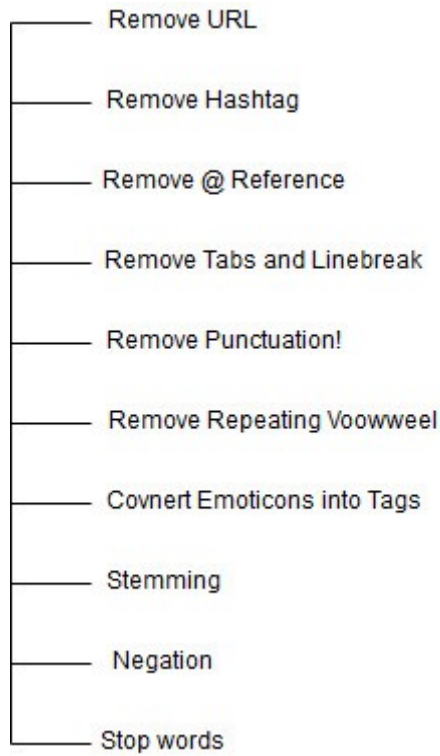 Remove URL
Remove Hashtag
Remove @ Reference
Remove Tabs and Linebreak
Remove Punctuation!
Remove Repeating Voowweel
Covnert Emoticons into Tags
Stemming
Negation
Stop words